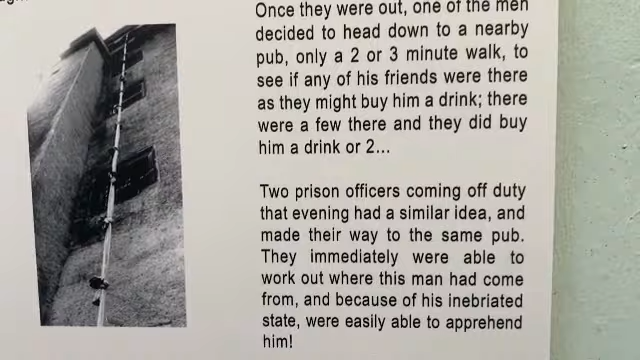 Once they were out, one of the men
decided to head down to a nearby
pub, only a 2 or 3 minute walk, to
see if any of his friends were there
as they might buy him a drink; there
were a few there and they did buy
him a drink or 2...
Two prison officers coming off duty
that evening had a similar idea, and
made their way to the same pub.
They immediately were able to
work out where this man had come
from, and because of his inebriated
state, were easily able to apprehend
him!